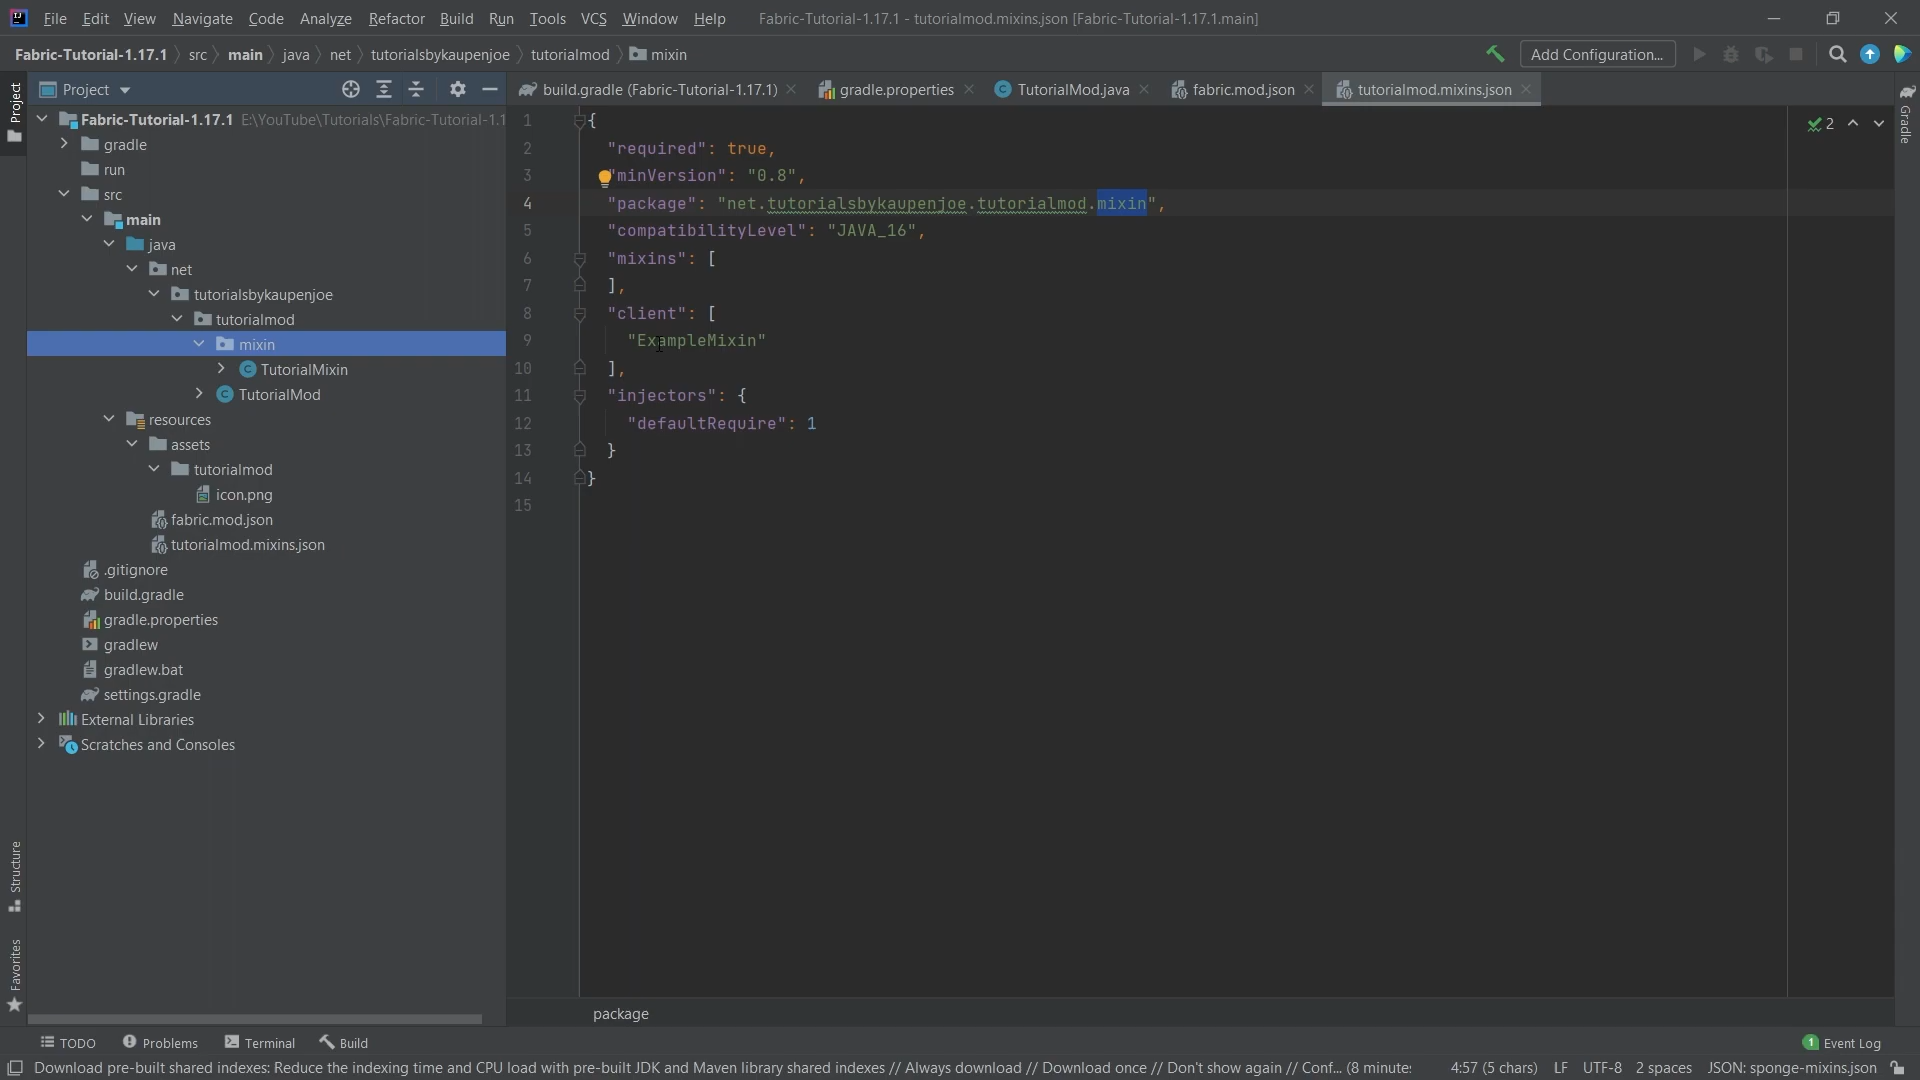 File Edit View Navigate Code Analyze Refactor Build Run Tools VCS Window Help Fabric-Tutorial-1.17.1 - tutorialmod.mixins.json [Fabric-Tutorial-1.17.1.main]
Fabric-Tutorial-1.17.1 src main java net tutorialsbykaupenjoe tutorialmod mixin Add Configuration...
Project
Project
build.gradle (Fabric-Tutorial-1.17.1) gradle.properties TutorialMod.java fabric.mod.json tutorialmod.mixins.json
Gradle
Fabric-Tutorial-1.17.1 E:\YouTube\Tutorials\Fabric-Tutorial-1.1
gradle
run
src
main
java
net
tutorialsbykaupenjoe
tutorialmod
mixin
TutorialMixin
TutorialMod
resources
assets
tutorialmod
icon.png
fabric.mod.json
tutorialmod.mixins.json
.gitignore
build.gradle
gradle.properties
gradlew
gradlew.bat
settings.gradle
External Libraries
Scratches and Consoles
1 {
2 "required": true,
3 "minVersion": "0.8",
4 "package": "net.tutorialsbykaupenjoe.tutorialmod.mixin",
5 "compatibilityLevel": "JAVA_16",
6 "mixins": [
7 ],
8 "client": [
9 "ExampleMixin"
10 ],
11 "injectors": {
12 "defaultRequire": 1
13 }
14 }
15
2
Structure
Favorites
package
TODO Problems Terminal Build 1 Event Log
Download pre-built shared indexes: Reduce the indexing time and CPU load with pre-built JDK and Maven library shared indexes // Always download // Download once // Don't show again // Conf... (8 minutes 4:57 (5 chars) LF UTF-8 2 spaces JSON: sponge-mixins.json